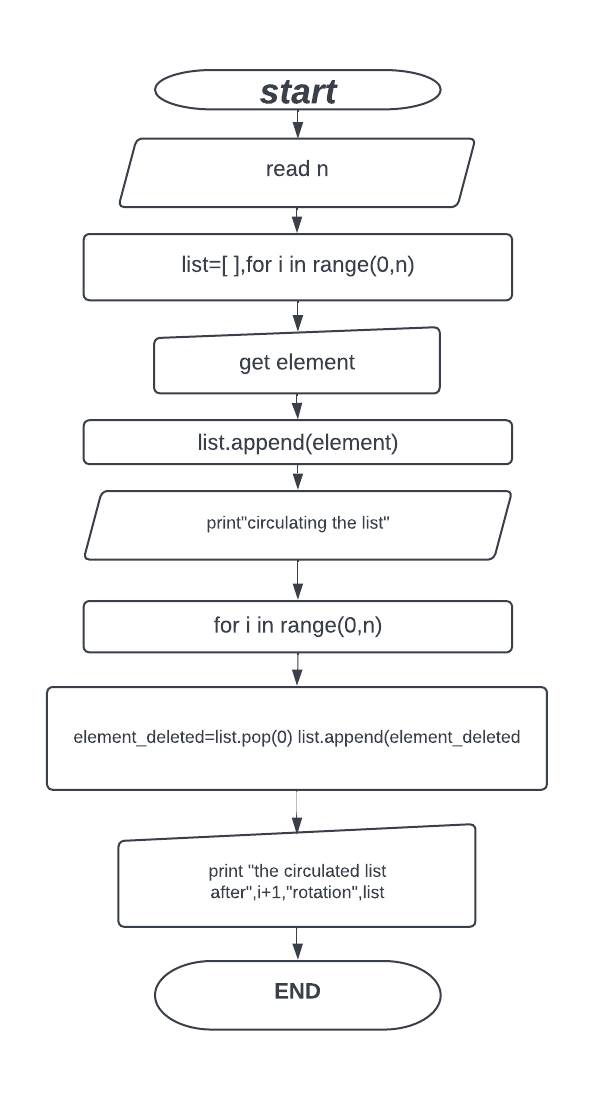 start
read n
list=[ ],for i in range(0,n)
get element
list.append(element)
print"circulating the list"
for i in range(0,n)
element_deleted=list.pop(0) list.append(element_deleted
print "the circulated list
after",i+1,"rotation",list
END